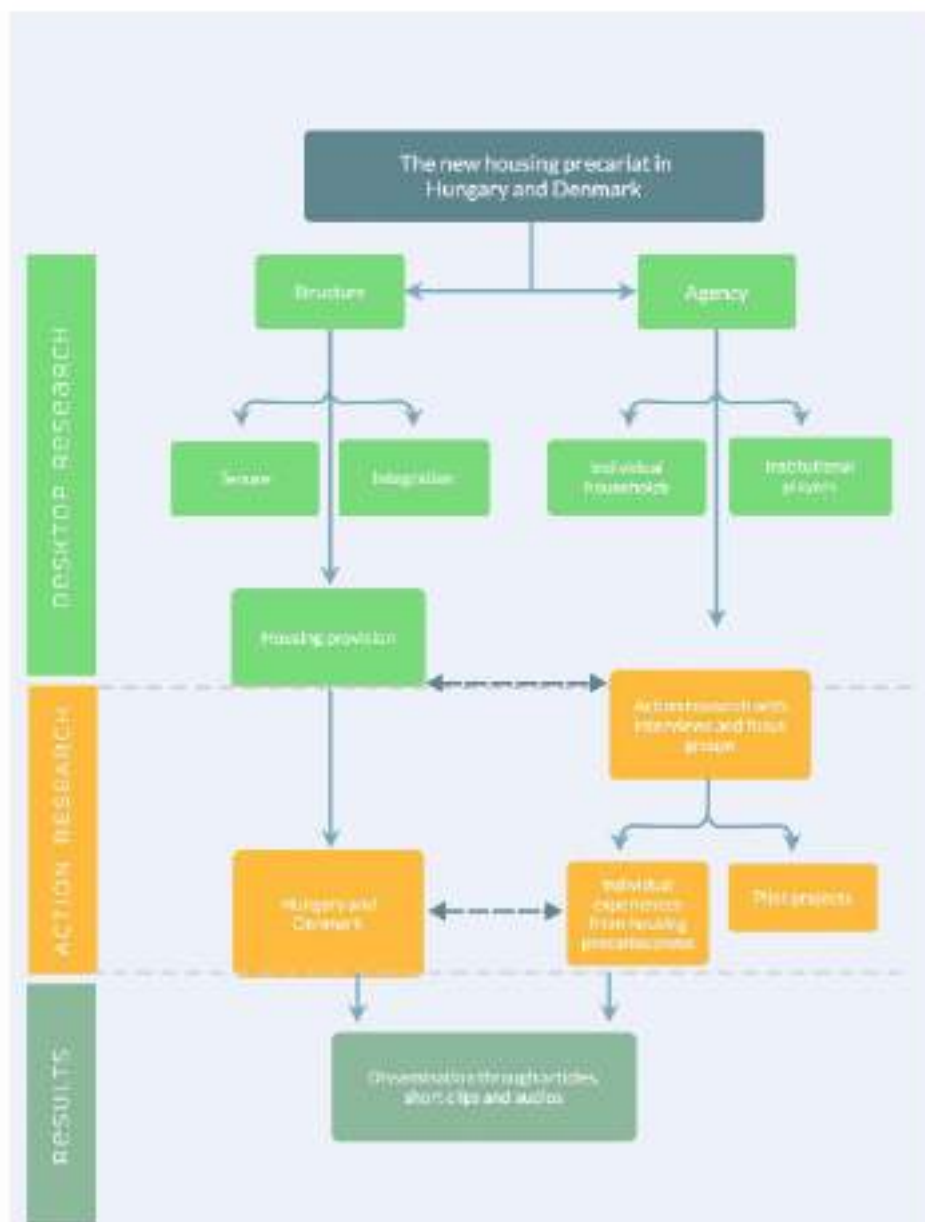 The new housing precariat in
Hungary and Denmark
DESKTOP RESEARCH
Structure
Agency
Integration
Individual
households
Institutional
players
Housing provision
ACTION RESEARCH
Action research with
interviews and focus
groups
Hungary and
Denmark
Individual
experiences
from housing
precariousness
Pilot projects
RESULTS
Dissemination through articles,
short clips and audios